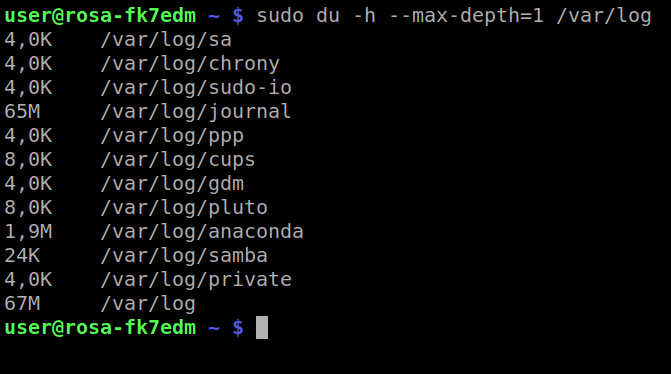 user@rosa-fk7edm ~ $ sudo du -h --max-depth=1 /var/log
4,0K    /var/log/sa
4,0K    /var/log/chrony
4,0K    /var/log/sudo-io
65M     /var/log/journal
4,0K    /var/log/ppp
8,0K    /var/log/cups
4,0K    /var/log/gdm
8,0K    /var/log/pluto
1,9M    /var/log/anaconda
24K     /var/log/samba
4,0K    /var/log/private
67M     /var/log
user@rosa-fk7edm ~ $